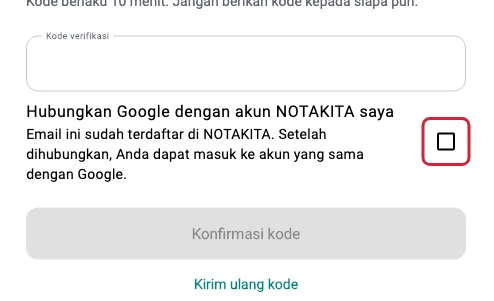 Kode berlaku 10 menit. Jangan berikan kode kepada siapa pun.
Kode verifikasi
Hubungkan Google dengan akun NOTAKITA saya
Email ini sudah terdaftar di NOTAKITA. Setelah
dihubungkan, Anda dapat masuk ke akun yang sama
dengan Google.
Konfirmasi kode
Kirim ulang kode